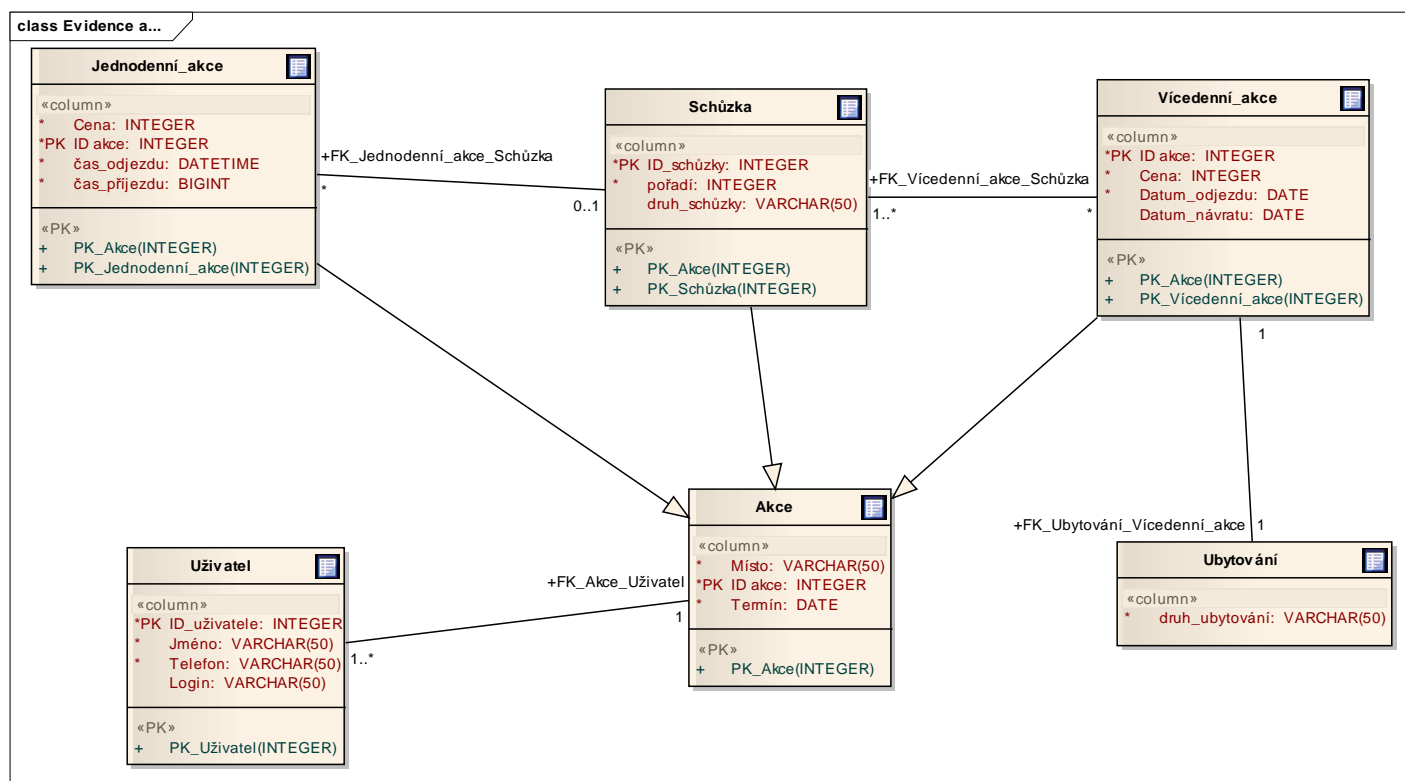 class Evidence a...
Jednodenní_akce
«column»
* Cena: INTEGER
*PK ID akce: INTEGER
* čas_odjezdu: DATETIME
* čas_příjezdu: BIGINT
«PK»
+ PK_Akce(INTEGER)
+ PK_Jednodenní_akce(INTEGER)
+FK_Jednodenní_akce_Schůzka
*
0..1
Schůzka
«column»
*PK ID_schůzky: INTEGER
* pořadí: INTEGER
druh_schůzky: VARCHAR(50)
«PK»
+ PK_Akce(INTEGER)
+ PK_Schůzka(INTEGER)
+FK_Vícedenní_akce_Schůzka
1..*
*
Vícedenní_akce
«column»
*PK ID akce: INTEGER
* Cena: INTEGER
* Datum_odjezdu: DATE
Datum_návratu: DATE
«PK»
+ PK_Akce(INTEGER)
+ PK_Vícedenní_akce(INTEGER)
1
+FK_Ubytování_Vícedenní_akce
1
Akce
«column»
* Místo: VARCHAR(50)
*PK ID akce: INTEGER
* Termín: DATE
«PK»
+ PK_Akce(INTEGER)
+FK_Akce_Uživatel
1
1..*
Uživatel
«column»
*PK ID_uživatele: INTEGER
* Jméno: VARCHAR(50)
* Telefon: VARCHAR(50)
Login: VARCHAR(50)
«PK»
+ PK_Uživatel(INTEGER)
Ubytování
«column»
* druh_ubytování: VARCHAR(50)